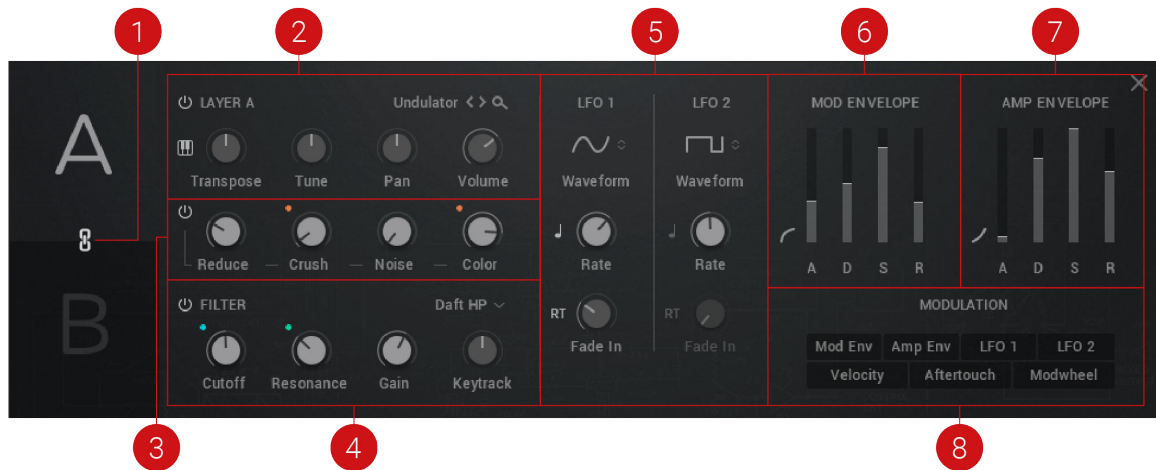 1
2
5
6
7
A
B
LAYER A
Undulator
Transpose
Tune
Pan
Volume
Reduce
Crush
Noise
Color
FILTER
Daft HP
Cutoff
Resonance
Gain
Keytrack
LFO 1
LFO 2
Waveform
Waveform
Rate
Rate
RT
RT
Fade In
Fade In
MOD ENVELOPE
A D S R
AMP ENVELOPE
A D S R
MODULATION
Mod Env Amp Env LFO 1 LFO 2
Velocity Aftertouch Modwheel
3
4
8